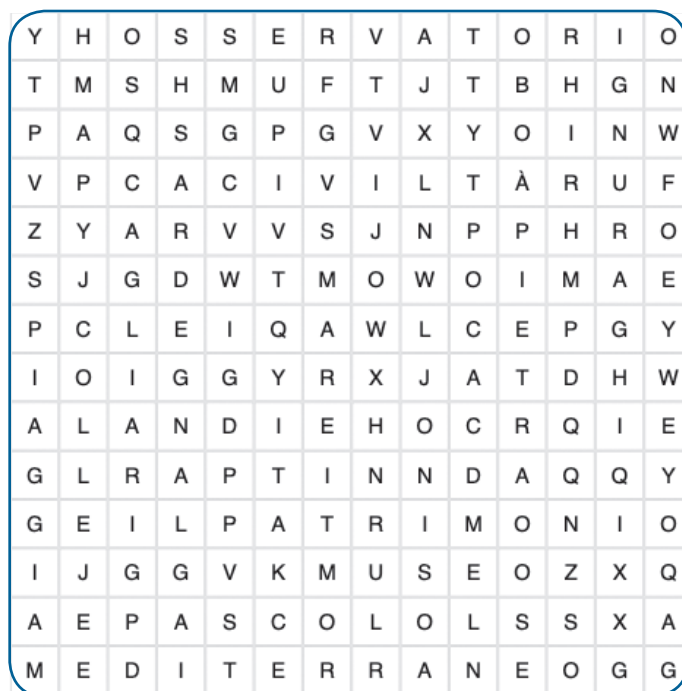 Y H O S S E R V A T O R I O
T M S H M U F T J T B H G N
P A Q S G P G V X Y O I N W
V P C A C I V I L T À R U F
Z Y A R V V S J N P P H R O
S J G D W T M O W O I M A E
P C L E I Q A W L C E P G Y
I O I G G Y R X J A T D H W
A L A N D I E H O C R Q I E
G L R A P T I N N D A Q Q Y
G E I L P A T R I M O N I O
I J G G V K M U S E O Z X Q
A E P A S C O L O L S S X A
M E D I T E R R A N E O G G